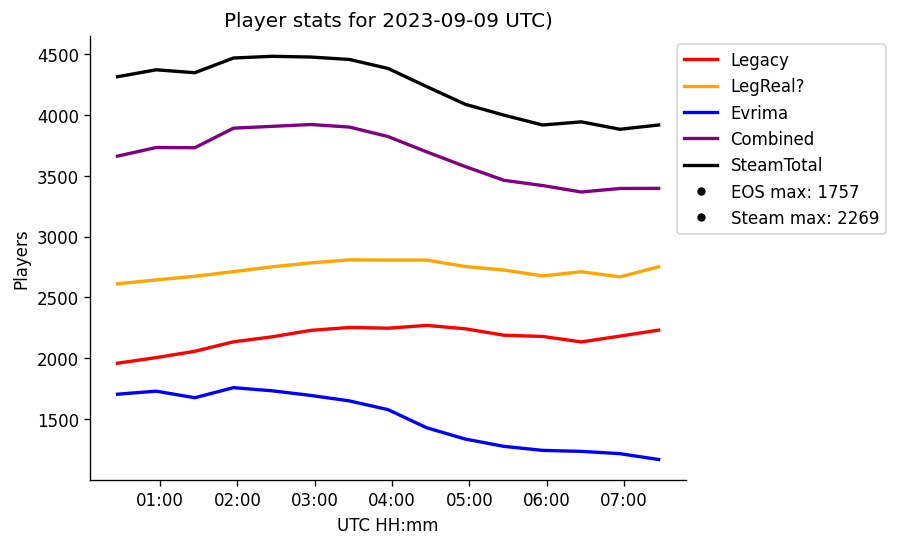 Player stats for 2023-09-09 UTC)
4500
4000
3500
3000
2500
2000
1500
Players
01:00 02:00 03:00 04:00 05:00 06:00 07:00
UTC HH:mm
Legacy
LegReal?
Evrima
Combined
SteamTotal
EOS max: 1757
Steam max: 2269